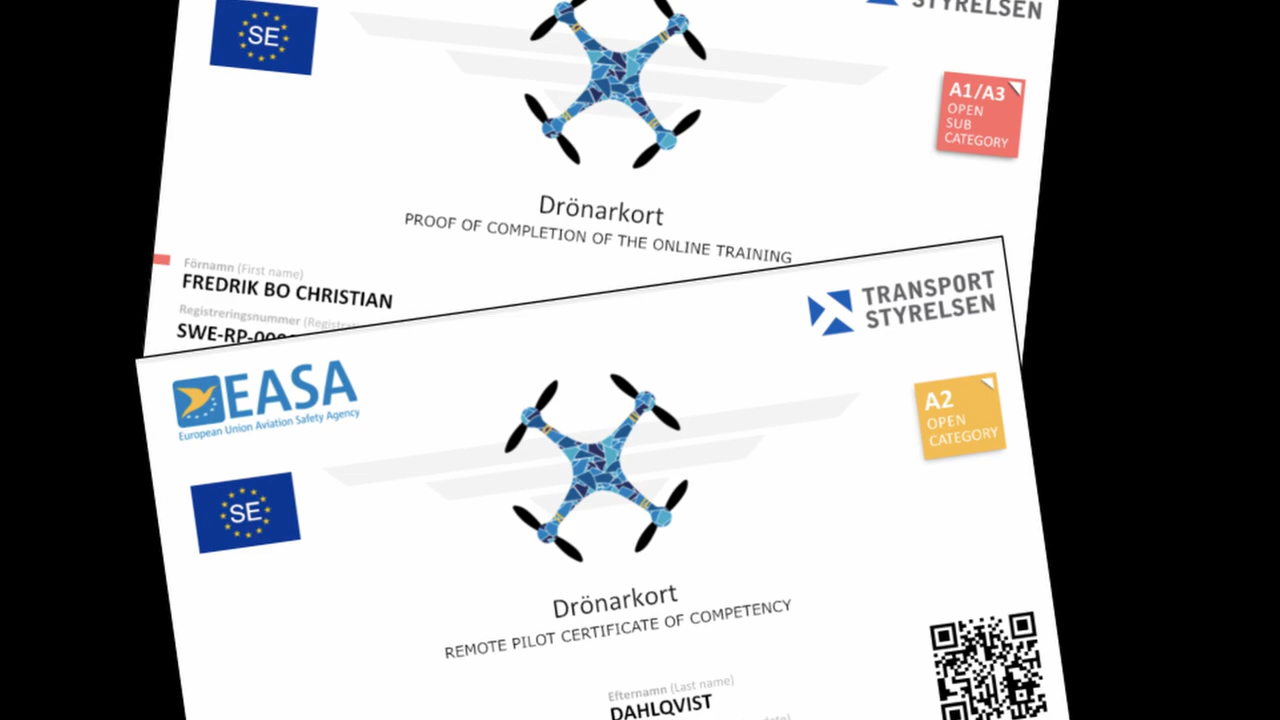 STYRELSEN
SE
A1/A3
OPEN
SUB
CATEGORY
Drönarkort
PROOF OF COMPLETION OF THE ONLINE TRAINING
Förnamn (First name)
FREDRIK BO CHRISTIAN
Registreringsnummer
SWE-RP-
TRANSPORT
STYRELSEN
EASA
European Union Aviation Safety Agency
A2
OPEN
CATEGORY
SE
Drönarkort
REMOTE PILOT CERTIFICATE OF COMPETENCY
Efternamn (Last name)
DAHLQVIST